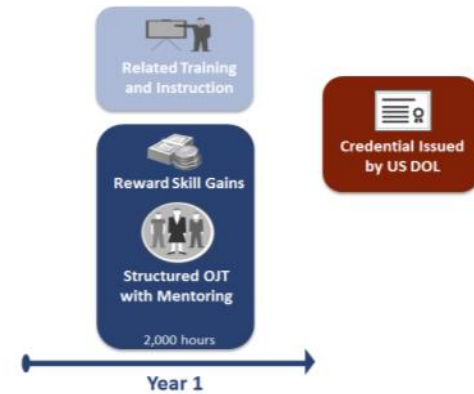 Related Training
and Instruction
Reward Skill Gains
Structured OJT
with Mentoring
2,000 hours
Credential Issued
by US DOL
Year 1